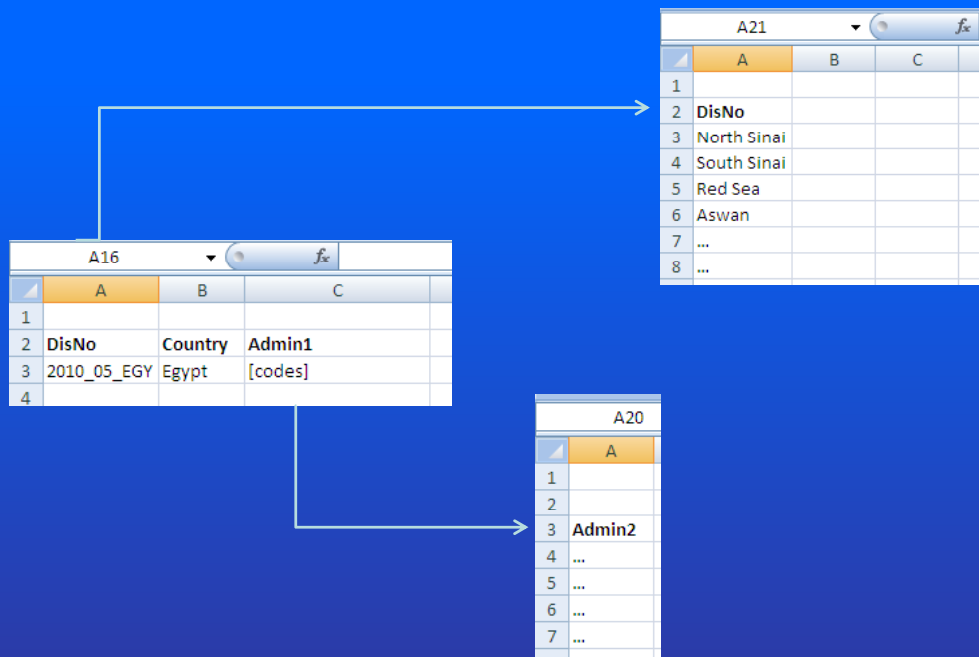 A21 fx
A B C
1
2 DisNo
3 North Sinai
4 South Sinai
5 Red Sea
6 Aswan
7 ...
8 ...
A16 fx
A B C
1
2 DisNo Country Admin1
3 2010_05_EGY Egypt [codes]
4
A20
A
1
2
3 Admin2
4 ...
5 ...
6 ...
7 ...